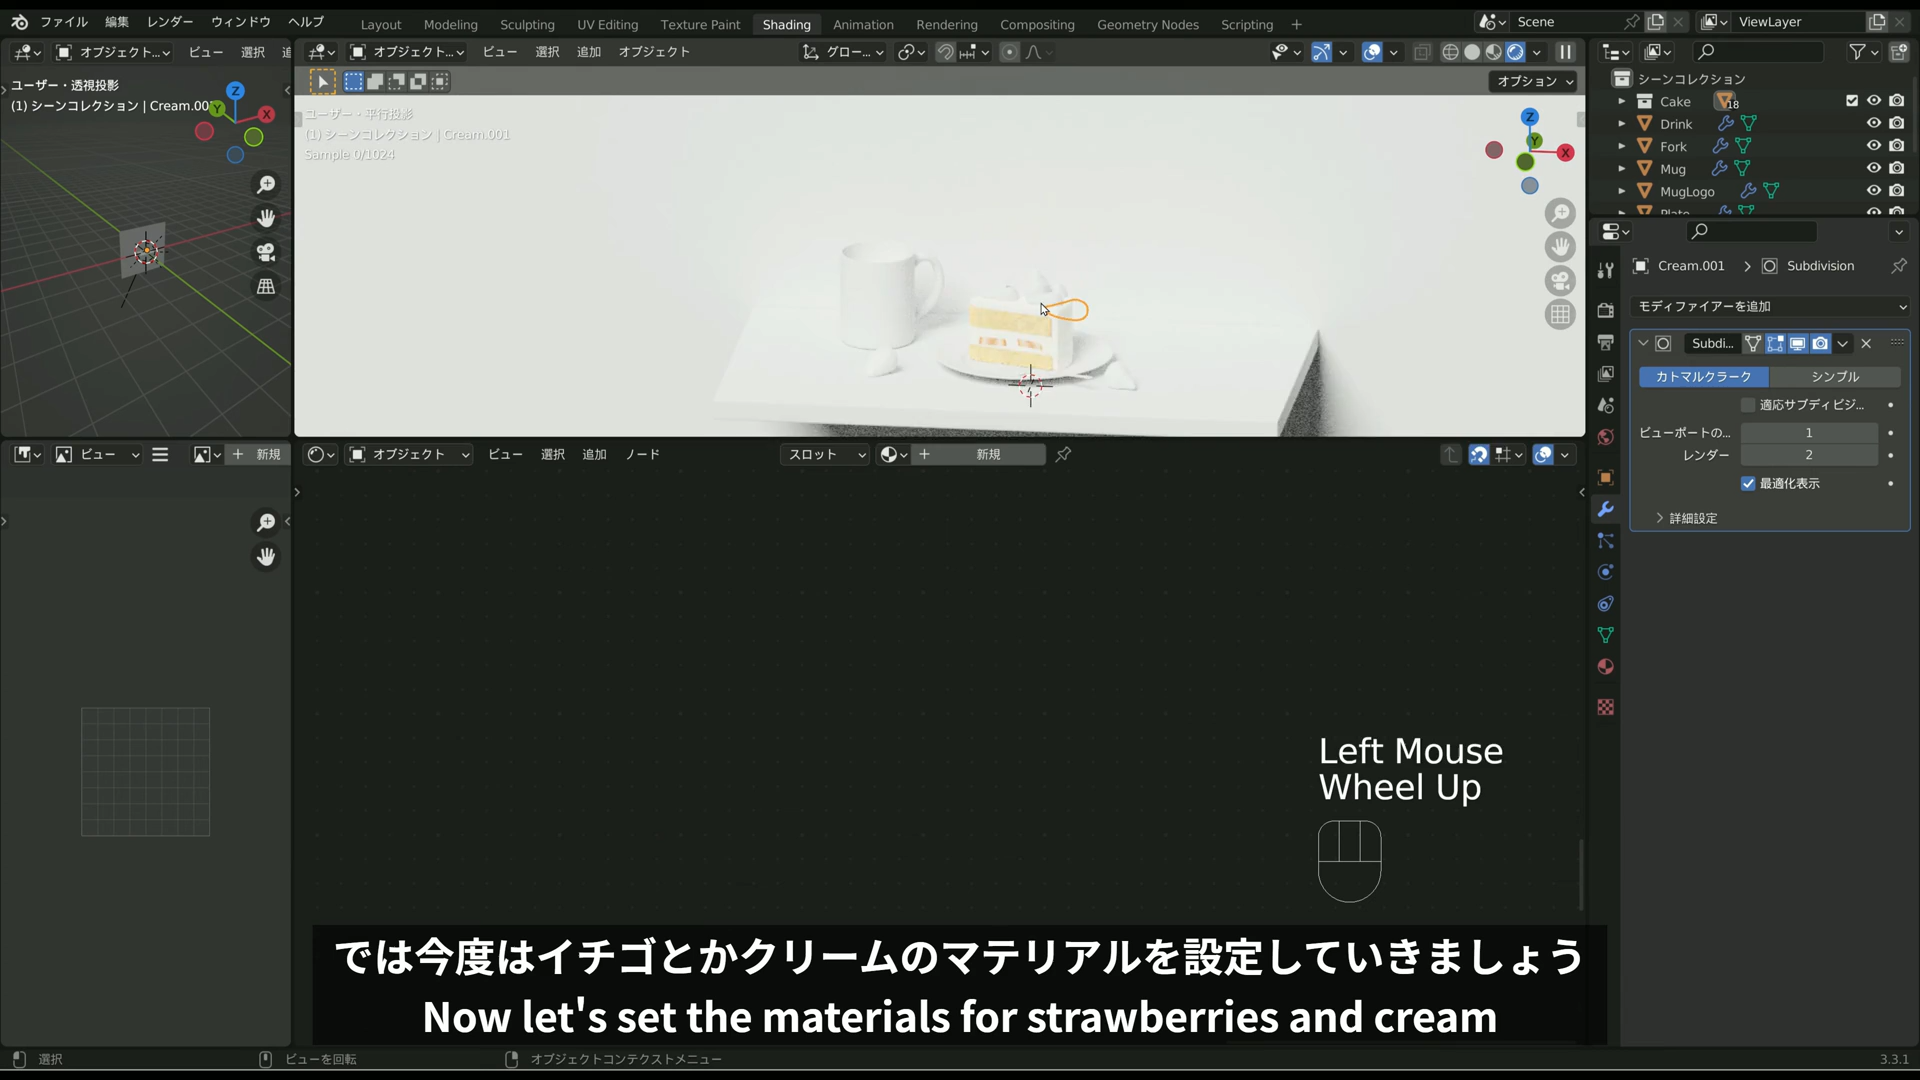 ファイル 編集 レンダー ウィンドウ ヘルプ
Layout Modeling Sculpting UV Editing Texture Paint Shading Animation Rendering Compositing Geometry Nodes Scripting
Scene ViewLayer
オブジェクト... ビュー 選択
オブジェクト... ビュー 選択 追加 オブジェクト グロー...
オプション
ユーザー・透視投影
(1) シーンコレクション | Cream.00
ユーザー・平行投影
(1) シーンコレクション | Cream.001
Sample 0/1024
Z
Y
X
Z
Y
X
シーンコレクション
Cake 18
Drink
Fork
Mug
MugLogo
Plate
Cream.001 Subdivision
モディファイアーを追加
Subdi...
カトマルクラーク シンプル
適応サブディビジ...
ビューポートの... 1
レンダー 2
最適化表示
詳細設定
ビュー 新規
オブジェクト ビュー 選択 追加 ノード スロット 新規
Left Mouse
Wheel Up
では今度はイチゴとかクリームのマテリアルを設定していきましょう
Now let's set the materials for strawberries and cream
選択 ビューを回転 オブジェクトコンテクストメニュー 3.3.1